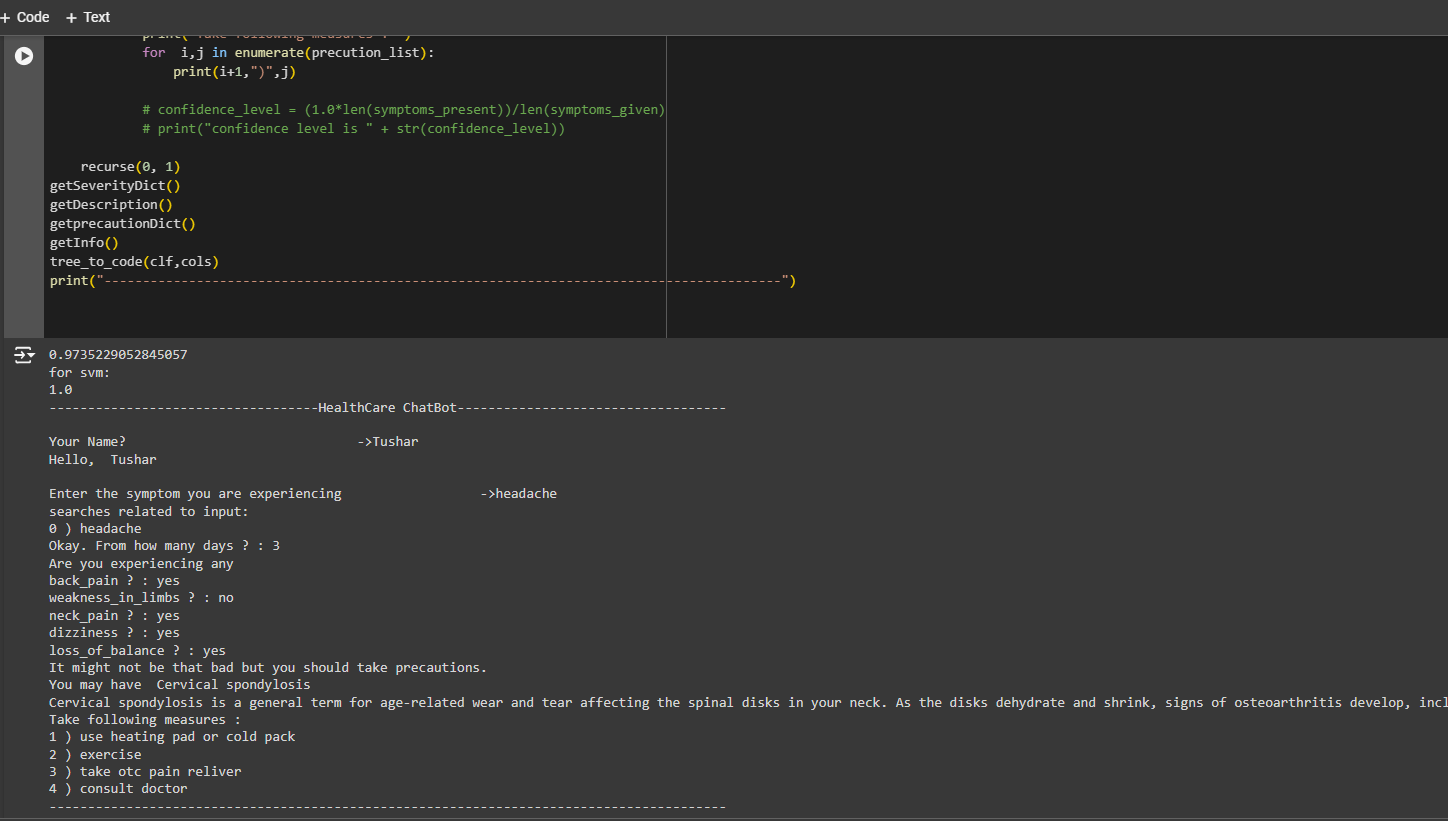 + Code + Text
print("Take following measures : ")
for  i,j in enumerate(precution_list):
print(i+1,")",j)
# confidence_level = (1.0*len(symptoms_present))/len(symptoms_given)
# print("confidence level is " + str(confidence_level))
recurse(0, 1)
getSeverityDict()
getDescription()
getprecautionDict()
getInfo()
tree_to_code(clf,cols)
print("----------------------------------------------------------------------------------------")
0.9735229052845057
for svm:
1.0
-----------------------------------HealthCare ChatBot-----------------------------------
Your Name? ->Tushar
Hello,  Tushar
Enter the symptom you are experiencing ->headache
searches related to input:
0 ) headache
Okay. From how many days ? : 3
Are you experiencing any
back_pain ? : yes
weakness_in_limbs ? : no
neck_pain ? : yes
dizziness ? : yes
loss_of_balance ? : yes
It might not be that bad but you should take precautions.
You may have  Cervical spondylosis
Cervical spondylosis is a general term for age-related wear and tear affecting the spinal disks in your neck. As the disks dehydrate and shrink, signs of osteoarthritis develop, incl
Take following measures :
1 ) use heating pad or cold pack
2 ) exercise
3 ) take otc pain reliver
4 ) consult doctor
----------------------------------------------------------------------------------------